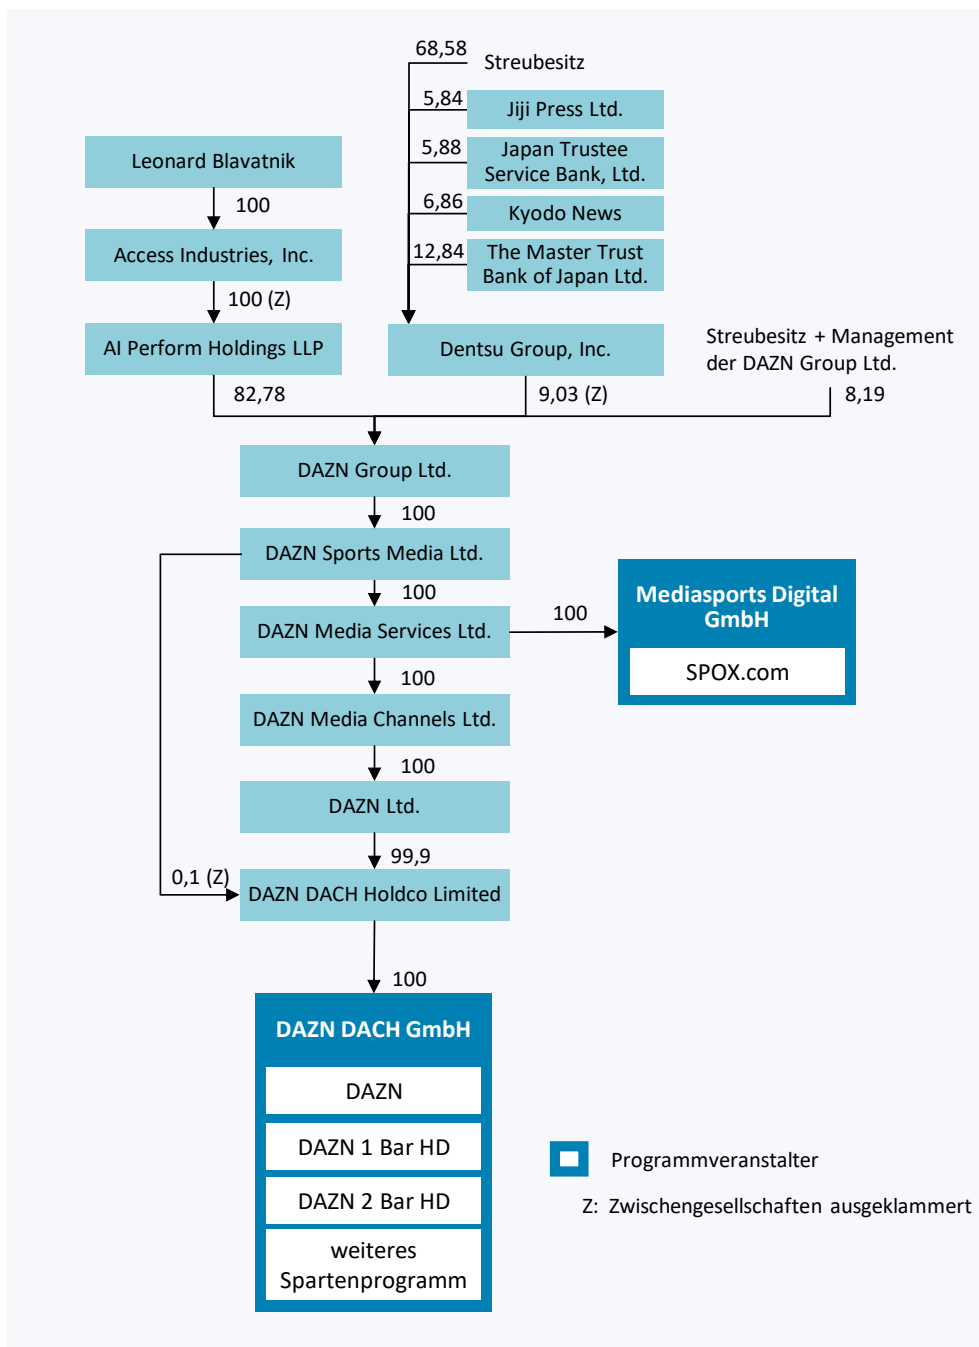 68,58
Streubesitz
5,84
Jiji Press Ltd.
5,88
Japan Trustee
Service Bank, Ltd.
6,86
Kyodo News
12,84
The Master Trust
Bank of Japan Ltd.
Leonard Blavatnik
100
Access Industries, Inc.
100 (Z)
AI Perform Holdings LLP
Dentsu Group, Inc.
Streubesitz + Management
der DAZN Group Ltd.
82,78
9,03 (Z)
8,19
DAZN Group Ltd.
100
DAZN Sports Media Ltd.
100
DAZN Media Services Ltd.
100
Mediasports Digital
GmbH
SPOX.com
100
DAZN Media Channels Ltd.
100
DAZN Ltd.
99,9
0,1 (Z)
DAZN DACH Holdco Limited
100
DAZN DACH GmbH
DAZN
DAZN 1 Bar HD
DAZN 2 Bar HD
weiteres
Spartenprogramm
Programmveranstalter
Z: Zwischengesellschaften ausgeklammert